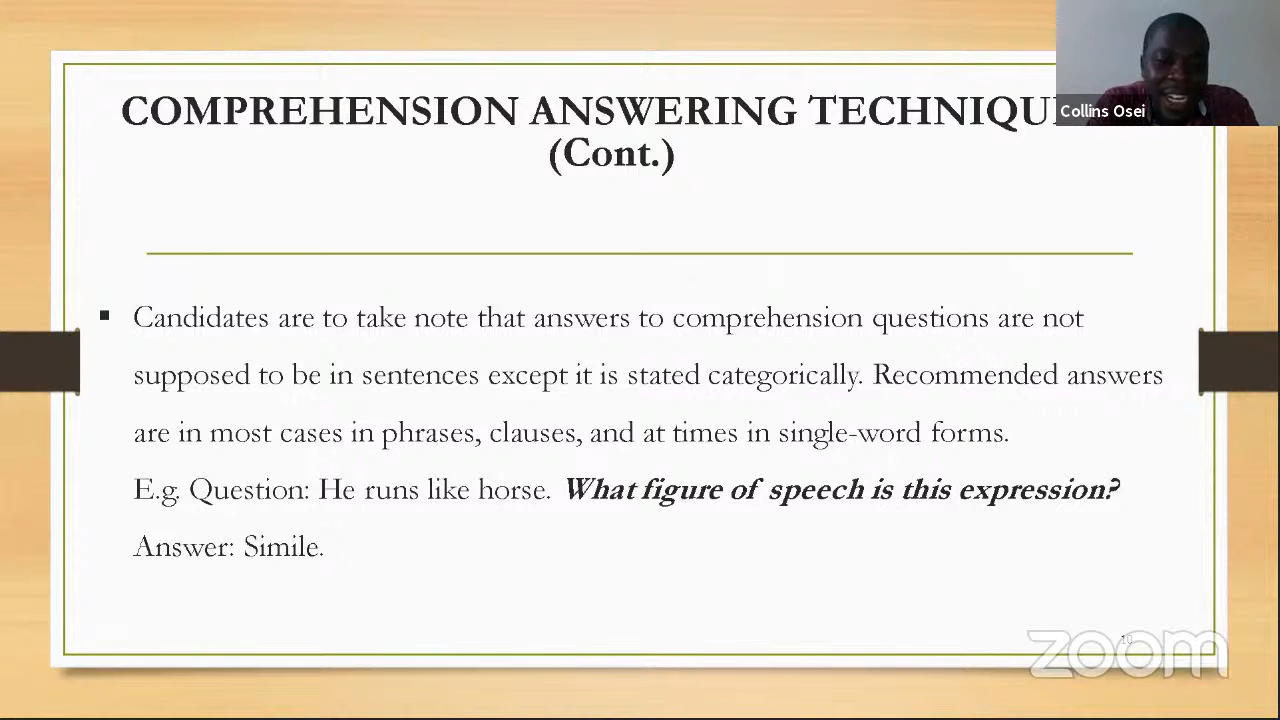 COMPREHENSION ANSWERING
(Cont.)
Collins Osei
▪ Candidates are to take note that answers to comprehension questions are not
supposed to be in sentences except it is stated categorically. Recommended answers
are in most cases in phrases, clauses, and at times in single-word forms.
E.g. Question: He runs like horse. What figure of speech is this expression?
Answer: Simile.
10
zoom